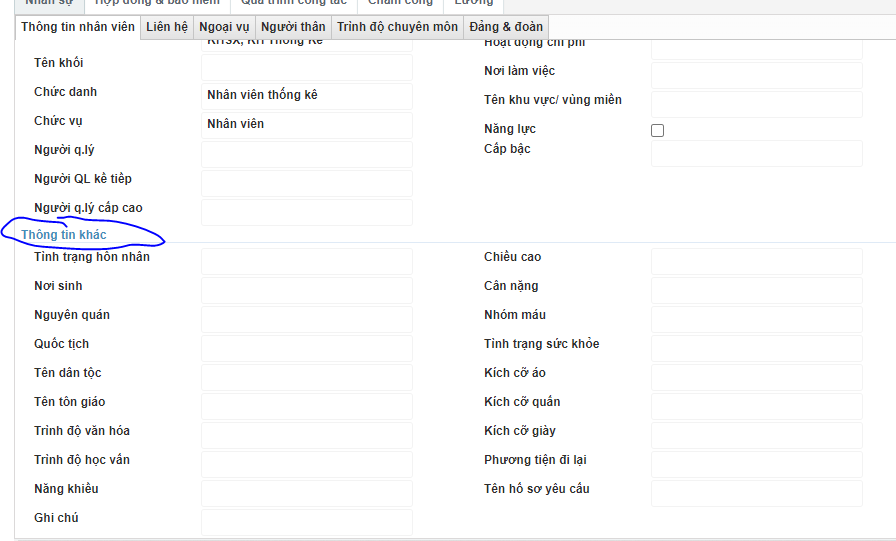 Nhân sự Hợp đồng & bảo hiểm Quá trình công tác Chấm công Lương
Thông tin nhân viên Liên hệ Ngoại vụ Người thân Trình độ chuyên môn Đảng & đoàn
KHSX, KH Thống Kê Hoạt động chi phí
Tên khối Nơi làm việc
Chức danh Nhân viên thống kê Tên khu vực/ vùng miền
Chức vụ Nhân viên Năng lực
Người q.lý Cấp bậc
Người QL kế tiếp
Người q.lý cấp cao
Thông tin khác
Tình trạng hôn nhân Chiều cao
Nơi sinh Cân nặng
Nguyên quán Nhóm máu
Quốc tịch Tình trạng sức khỏe
Tên dân tộc Kích cỡ áo
Tên tôn giáo Kích cỡ quần
Trình độ văn hóa Kích cỡ giày
Trình độ học vấn Phương tiện đi lại
Năng khiếu Tên hồ sơ yêu cầu
Ghi chú